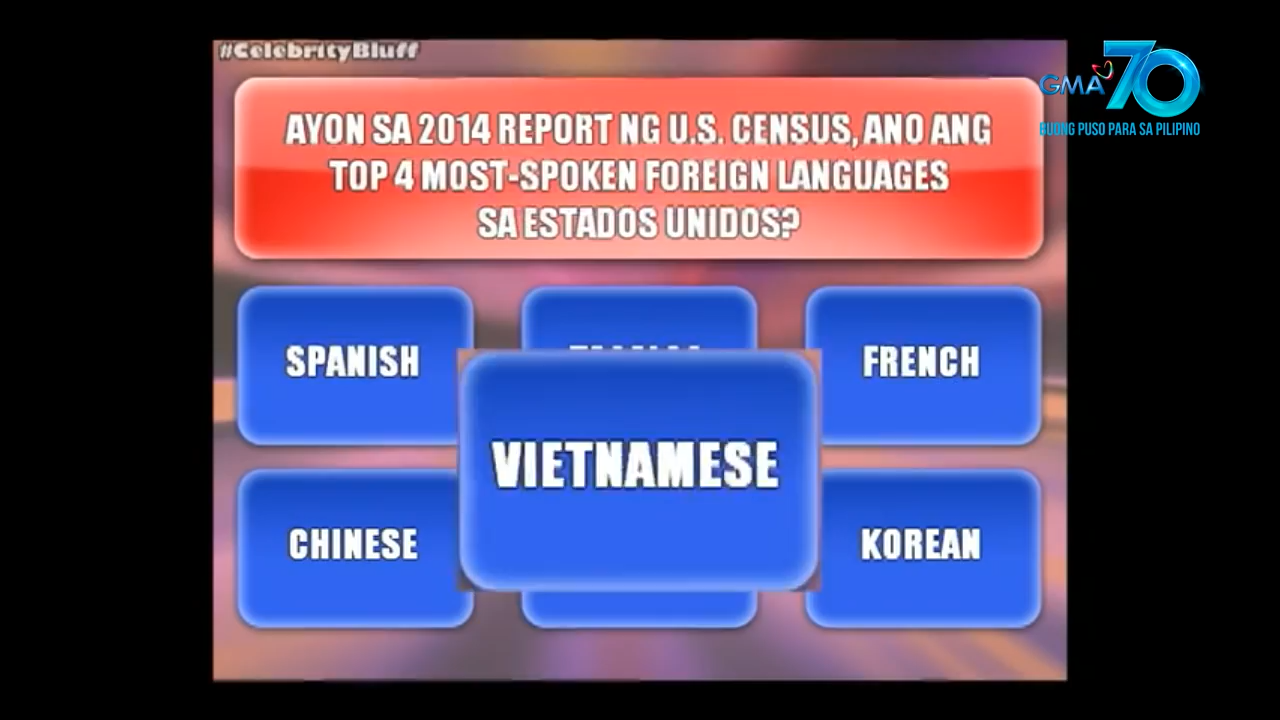 #CelebrityBluff
GMA 70
BUONG PUSO PARA SA PILIPINO
AYON SA 2014 REPORT NG U.S. CENSUS, ANO ANG
TOP 4 MOST-SPOKEN FOREIGN LANGUAGES
SA ESTADOS UNIDOS?
SPANISH
FRENCH
VIETNAMESE
CHINESE
KOREAN